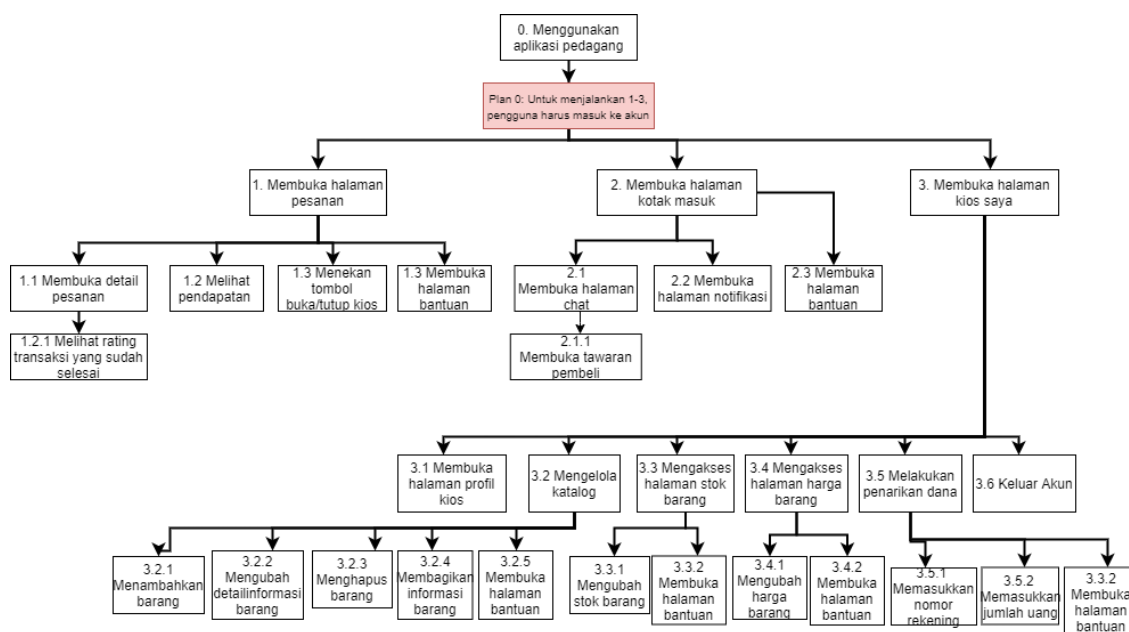 0. Menggunakan
aplikasi pedagang
Plan 0: Untuk menjalankan 1-3,
pengguna harus masuk ke akun
1. Membuka halaman
pesanan
2. Membuka halaman
kotak masuk
3. Membuka halaman
kios saya
1.1 Membuka detail
pesanan
1.2 Melihat
pendapatan
1.3 Menekan
tombol
buka/tutup kios
1.3 Membuka
halaman
bantuan
2.1
Membuka halaman
chat
2.2 Membuka
halaman notifikasi
2.3 Membuka
halaman
bantuan
1.2.1 Melihat rating
transaksi yang sudah
selesai
2.1.1
Membuka tawaran
pembeli
3.1 Membuka
halaman profil
kios
3.2 Mengelola
katalog
3.3 Mengakses
halaman stok
barang
3.4 Mengakses
halaman harga
barang
3.5 Melakukan
penarikan dana
3.6 Keluar Akun
3.2.1
Menambahkan
barang
3.2.2
Mengubah
detailinformasi
barang
3.2.3
Menghapus
barang
3.2.4
Membagikan
informasi
barang
3.2.5
Membuka
halaman
bantuan
3.3.1
Mengubah
stok barang
3.3.2
Membuka
halaman
bantuan
3.4.1
Mengubah
harga
barang
3.4.2
Membuka
halaman
bantuan
3.5.1
Memasukkan
nomor
rekening
3.5.2
Memasukkan
jumlah uang
3.3.2
Membuka
halaman
bantuan